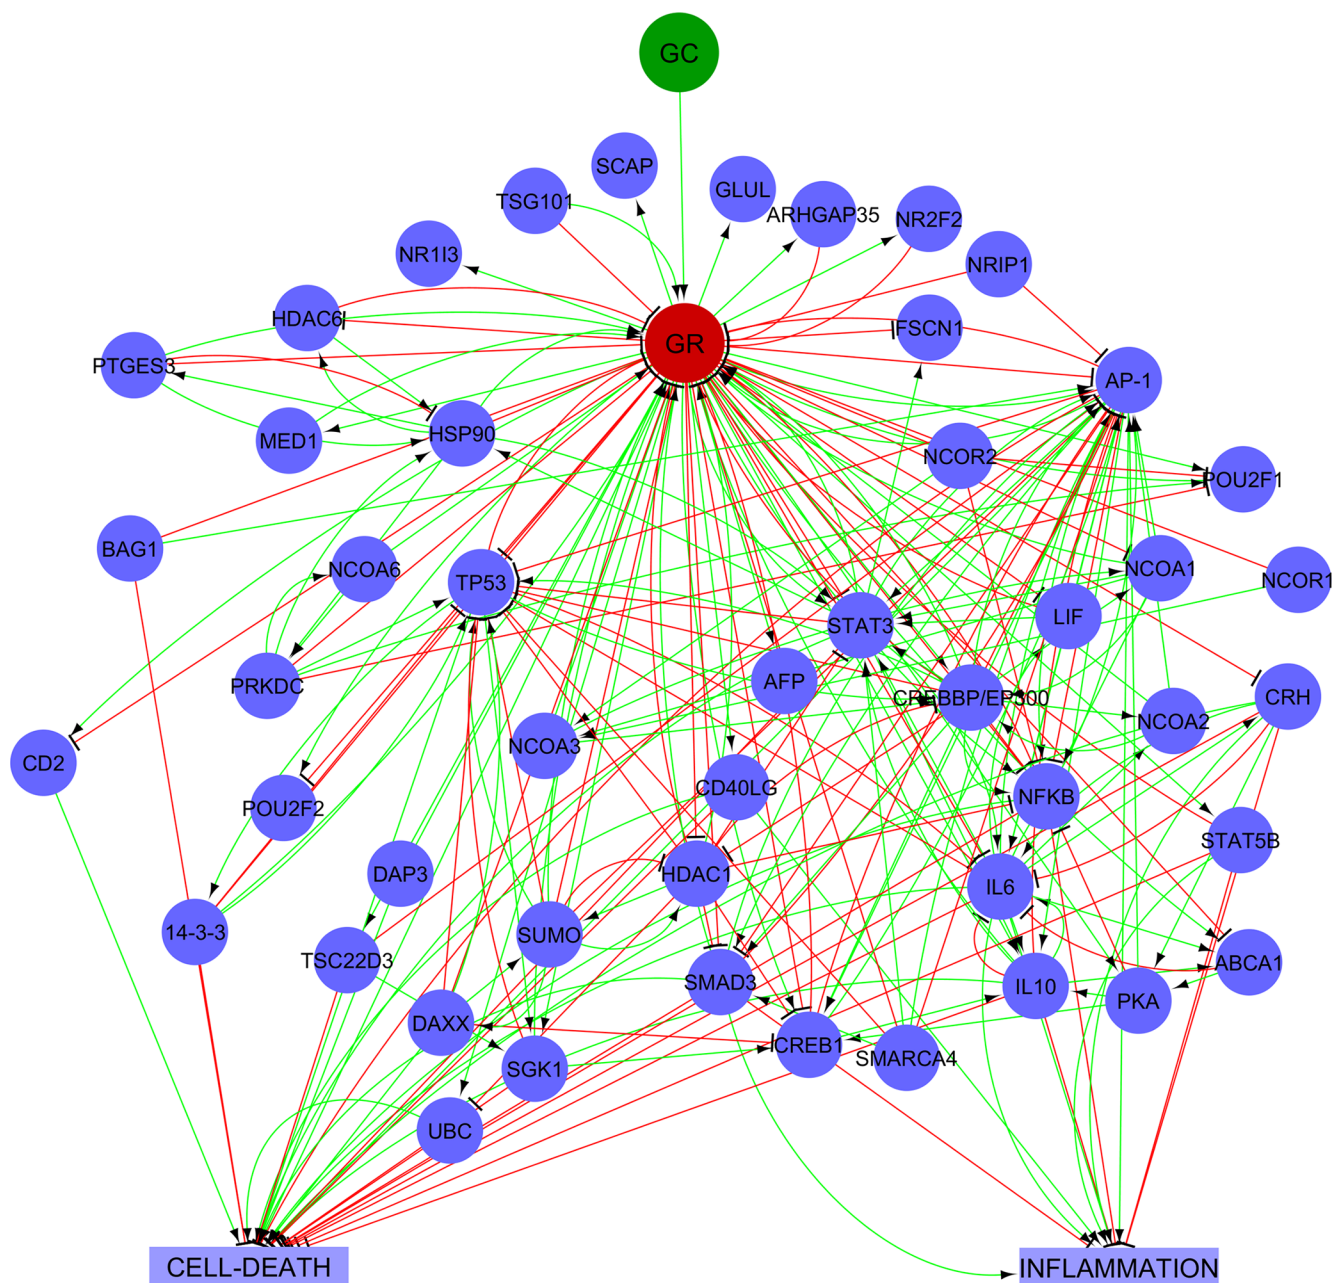 GC
SCAP
GLUL
TSG101
ARHGAP35
NR2F2
NR1I3
NRIP1
HDAC6
FSCN1
GR
PTGES3
AP-1
MED1
HSP90
NCOR2
POU2F1
BAG1
NCOA6
TP53
NCOA1
NCOR1
LIF
STAT3
PRKDC
AFP
CREBBP/EP300
CRH
NCOA2
NCOA3
CD2
CD40LG
NFKB
POU2F2
STAT5B
DAP3
HDAC1
IL6
14-3-3
SUMO
TSC22D3
ABCA1
SMAD3
IL10
PKA
DAXX
CREB1
SMARCA4
SGK1
UBC
CELL-DEATH
INFLAMMATION